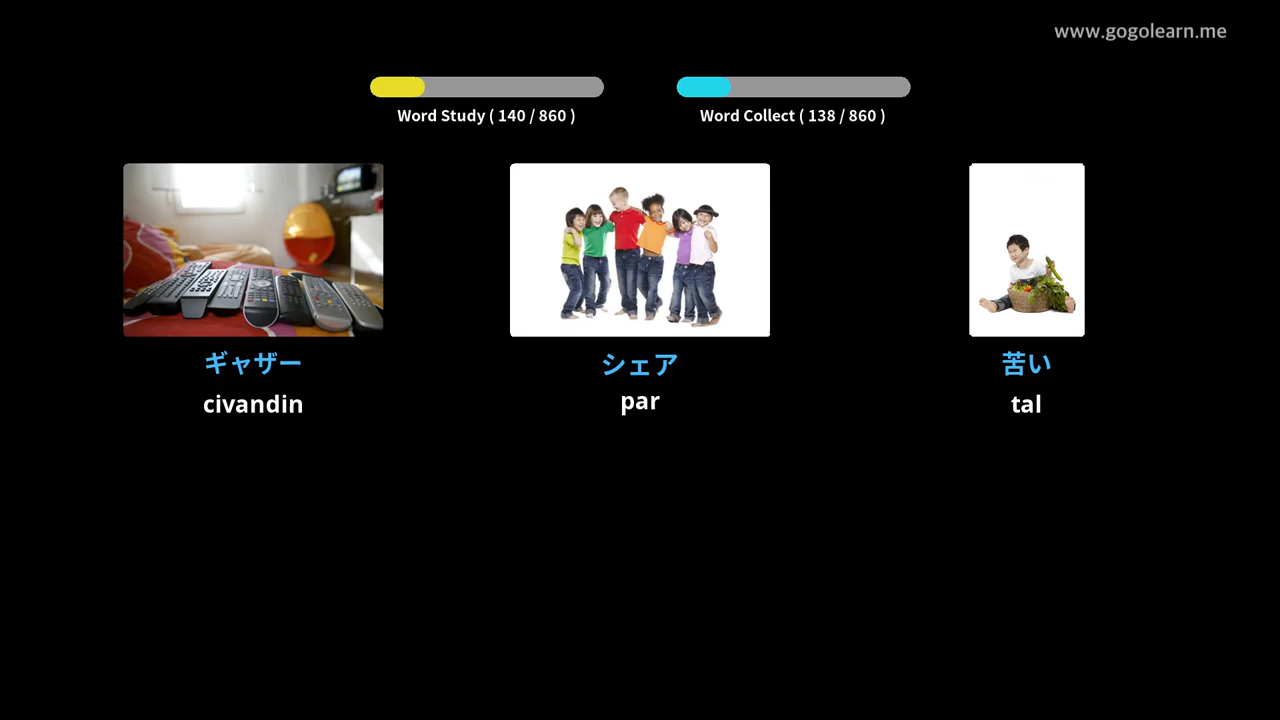 www.gogolearn.me
Word Study ( 140 / 860 )
Word Collect ( 138 / 860 )
ギャザー
シェア
苦い
civandin
par
tal